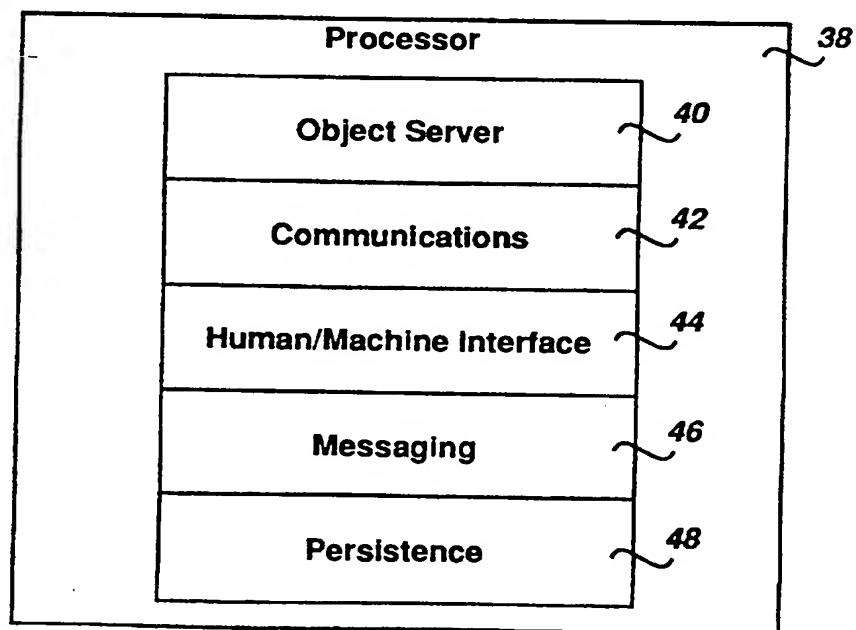 Processor 38
Object Server 40
Communications 42
Human/Machine Interface 44
Messaging 46
Persistence 48